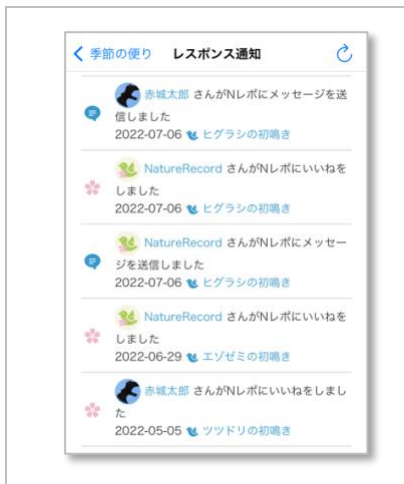 季節の便り レスポンス通知
赤城太郎 さんがNレポにメッセージを送
信しました
2022-07-06 ヒグラシの初鳴き
NatureRecord さんがNレポにいいねを
しました
2022-07-06 ヒグラシの初鳴き
NatureRecord さんがNレポにメッセー
ジを送信しました
2022-07-06 ヒグラシの初鳴き
NatureRecord さんがNレポにいいねを
しました
2022-06-29 エゾゼミの初鳴き
赤城太郎 さんがNレポにいいねをしまし
た
2022-05-05 ツツドリの初鳴き